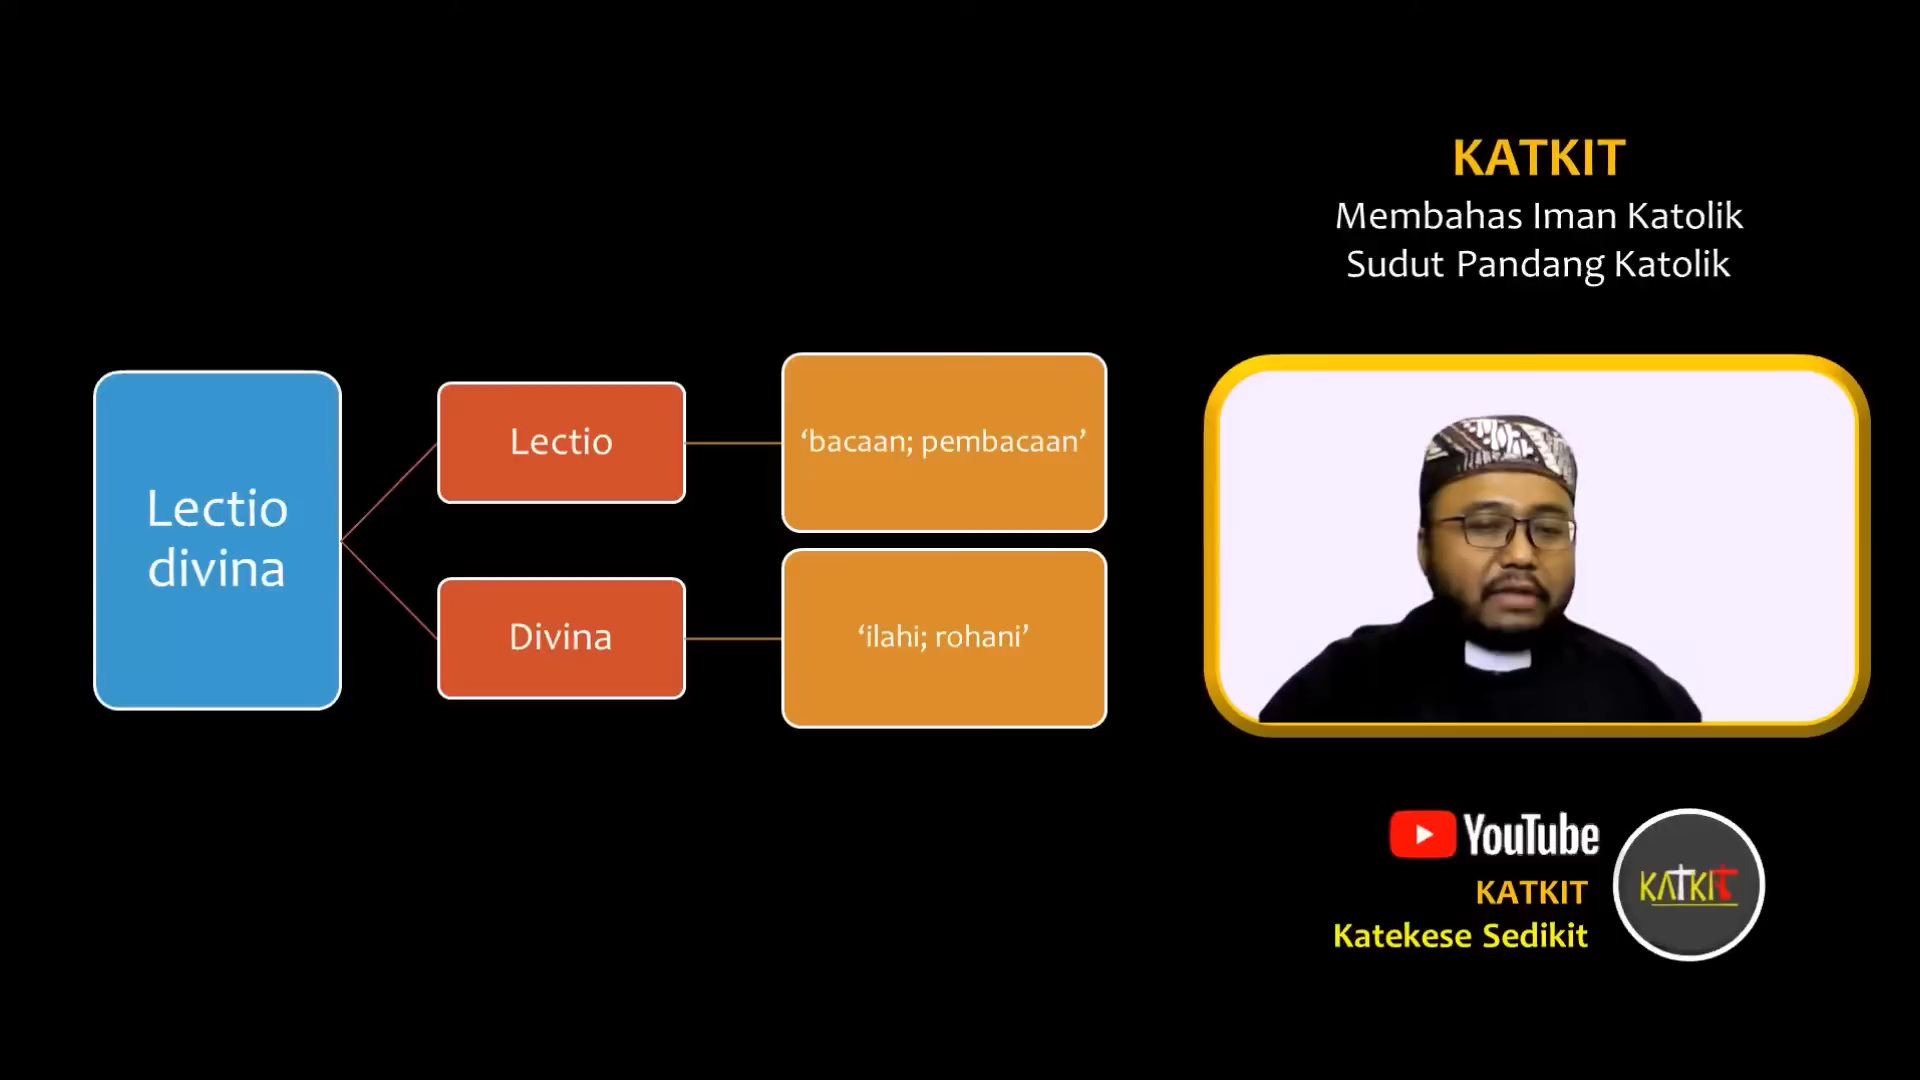 KATKIT
Membahas Iman Katolik
Sudut Pandang Katolik
Lectio
divina
Lectio
‘bacaan; pembacaan’
Divina
‘ilahi; rohani’
YouTube
KATKIT
Katekese Sedikit
KATKIT